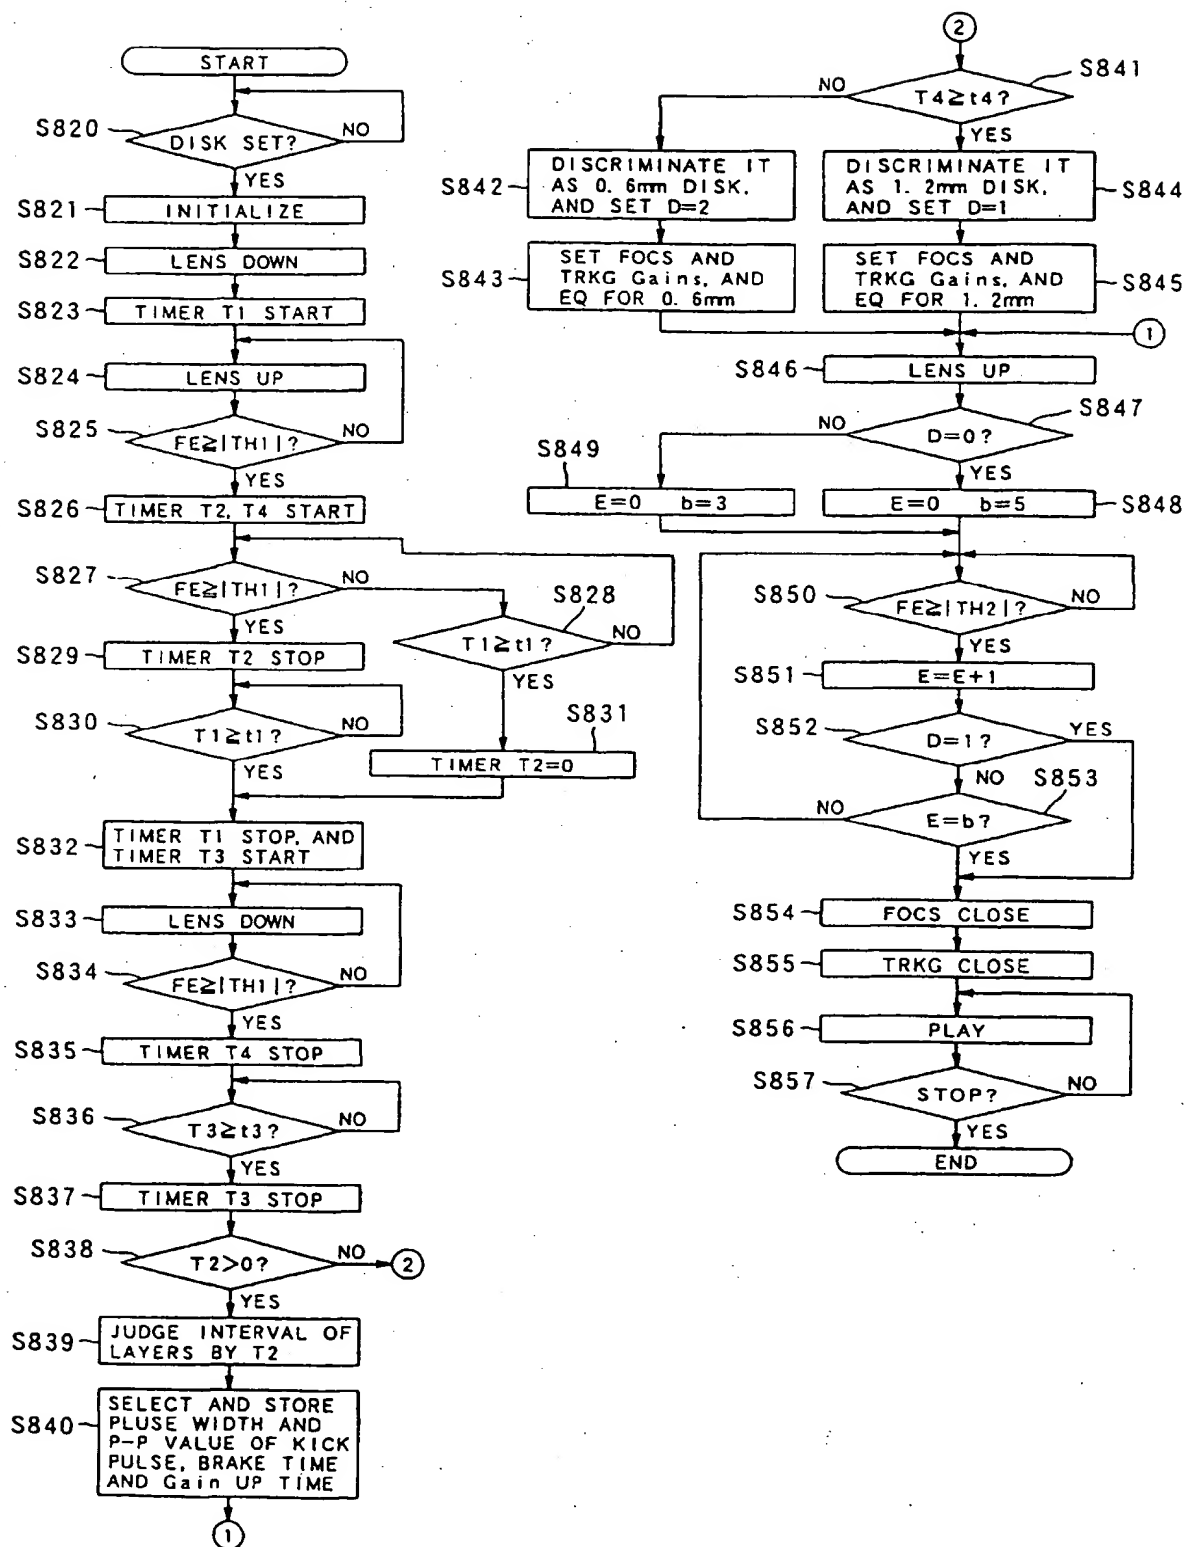 START
S820
DISK SET?
NO
YES
S821
INITIALIZE
S822
LENS DOWN
S823
TIMER T1 START
S824
LENS UP
S825
FE≧|TH1|?
NO
YES
S826
TIMER T2, T4 START
S827
FE≧|TH1|?
NO
YES
S828
T1≧t1?
NO
YES
S829
TIMER T2 STOP
S830
T1≧t1?
NO
YES
S831
TIMER T2=0
S832
TIMER T1 STOP, AND
TIMER T3 START
S833
LENS DOWN
S834
FE≧|TH1|?
NO
YES
S835
TIMER T4 STOP
S836
T3≧t3?
NO
YES
S837
TIMER T3 STOP
S838
T2>0?
NO
2
YES
S839
JUDGE INTERVAL OF
LAYERS BY T2
S840
SELECT AND STORE
PLUSE WIDTH AND
P-P VALUE OF KICK
PULSE, BRAKE TIME
AND Gain UP TIME
1
2
S841
T4≧t4?
NO
YES
S842
DISCRIMINATE IT
AS 0.6mm DISK,
AND SET D=2
DISCRIMINATE IT
AS 1.2mm DISK,
AND SET D=1
S844
S843
SET FOCS AND
TRKG Gains, AND
EQ FOR 0.6mm
SET FOCS AND
TRKG Gains, AND
EQ FOR 1.2mm
S845
1
S846
LENS UP
S847
D=0?
NO
YES
S849
E=0 b=3
E=0 b=5
S848
S850
FE≧|TH2|?
NO
YES
S851
E=E+1
S852
D=1?
YES
NO
S853
E=b?
NO
YES
S854
FOCS CLOSE
S855
TRKG CLOSE
S856
PLAY
S857
STOP?
NO
YES
END